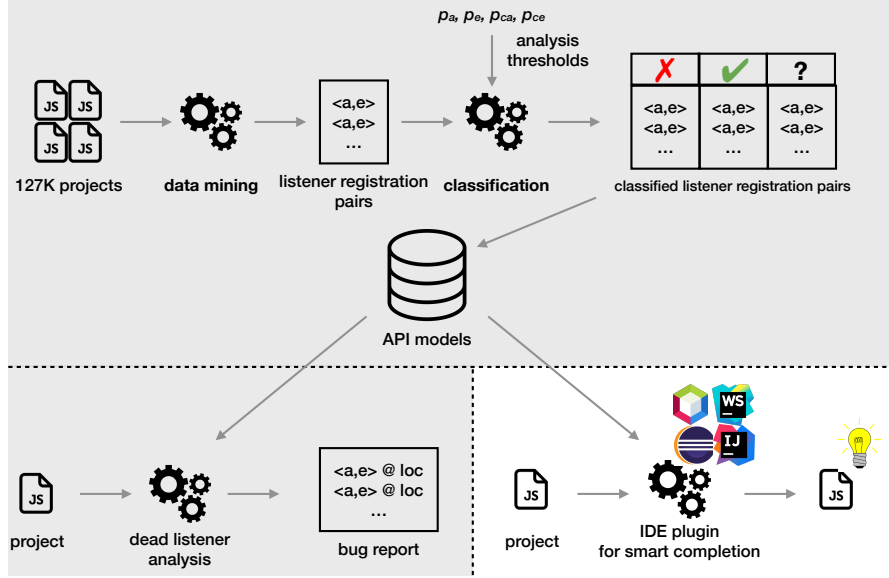 pa, pe, pca, pce
analysis
thresholds
✗ ✔ ?
JS JS
JS JS
<a,e>
<a,e>
...
<a,e> <a,e> <a,e>
<a,e> <a,e> <a,e>
... ... ...
127K projects
data mining
listener registration
pairs
classification
classified listener registration pairs
API models
JS
project
dead listener
analysis
<a,e> @ loc
<a,e> @ loc
...
bug report
WS
IJ
JS
project
IDE plugin
for smart completion
JS